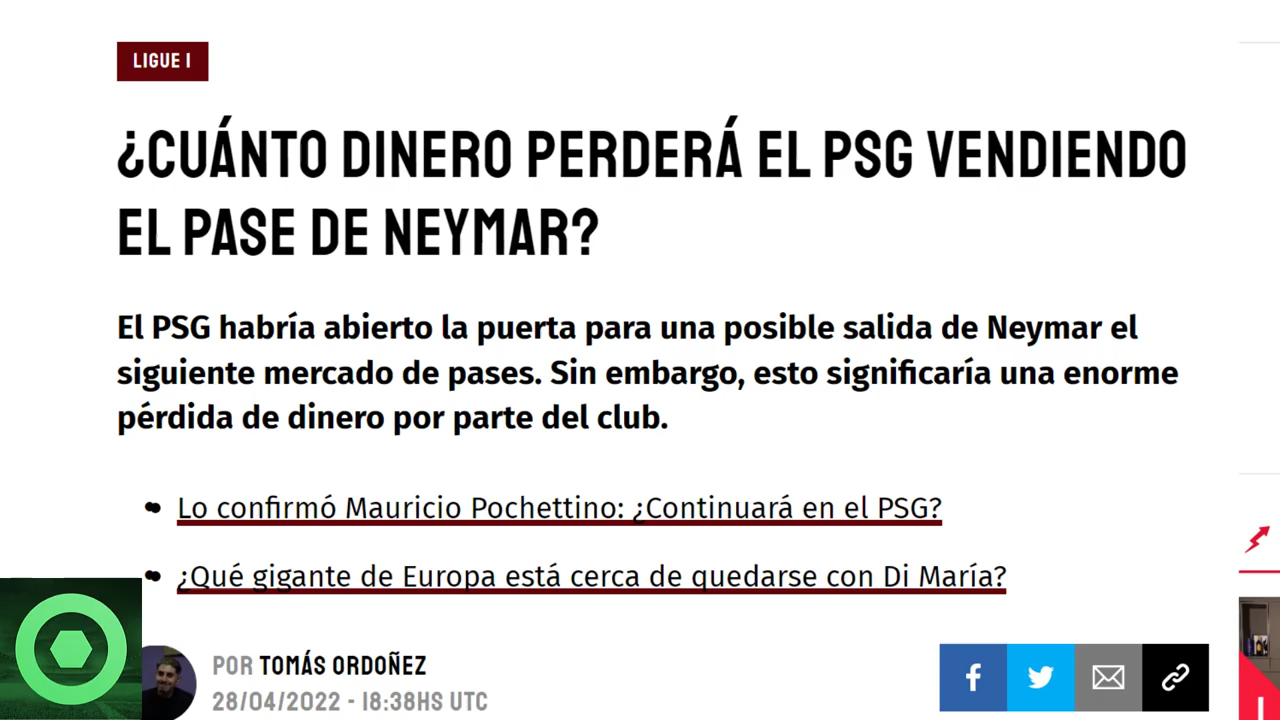 LIGUE 1
¿CUÁNTO DINERO PERDERÁ EL PSG VENDIENDO
EL PASE DE NEYMAR?
El PSG habría abierto la puerta para una posible salida de Neymar el
siguiente mercado de pases. Sin embargo, esto significaría una enorme
pérdida de dinero por parte del club.
Lo confirmó Mauricio Pochettino: ¿Continuará en el PSG?
¿Qué gigante de Europa está cerca de quedarse con Di María?
POR TOMÁS ORDOÑEZ
28/04/2022 - 18:38HS UTC